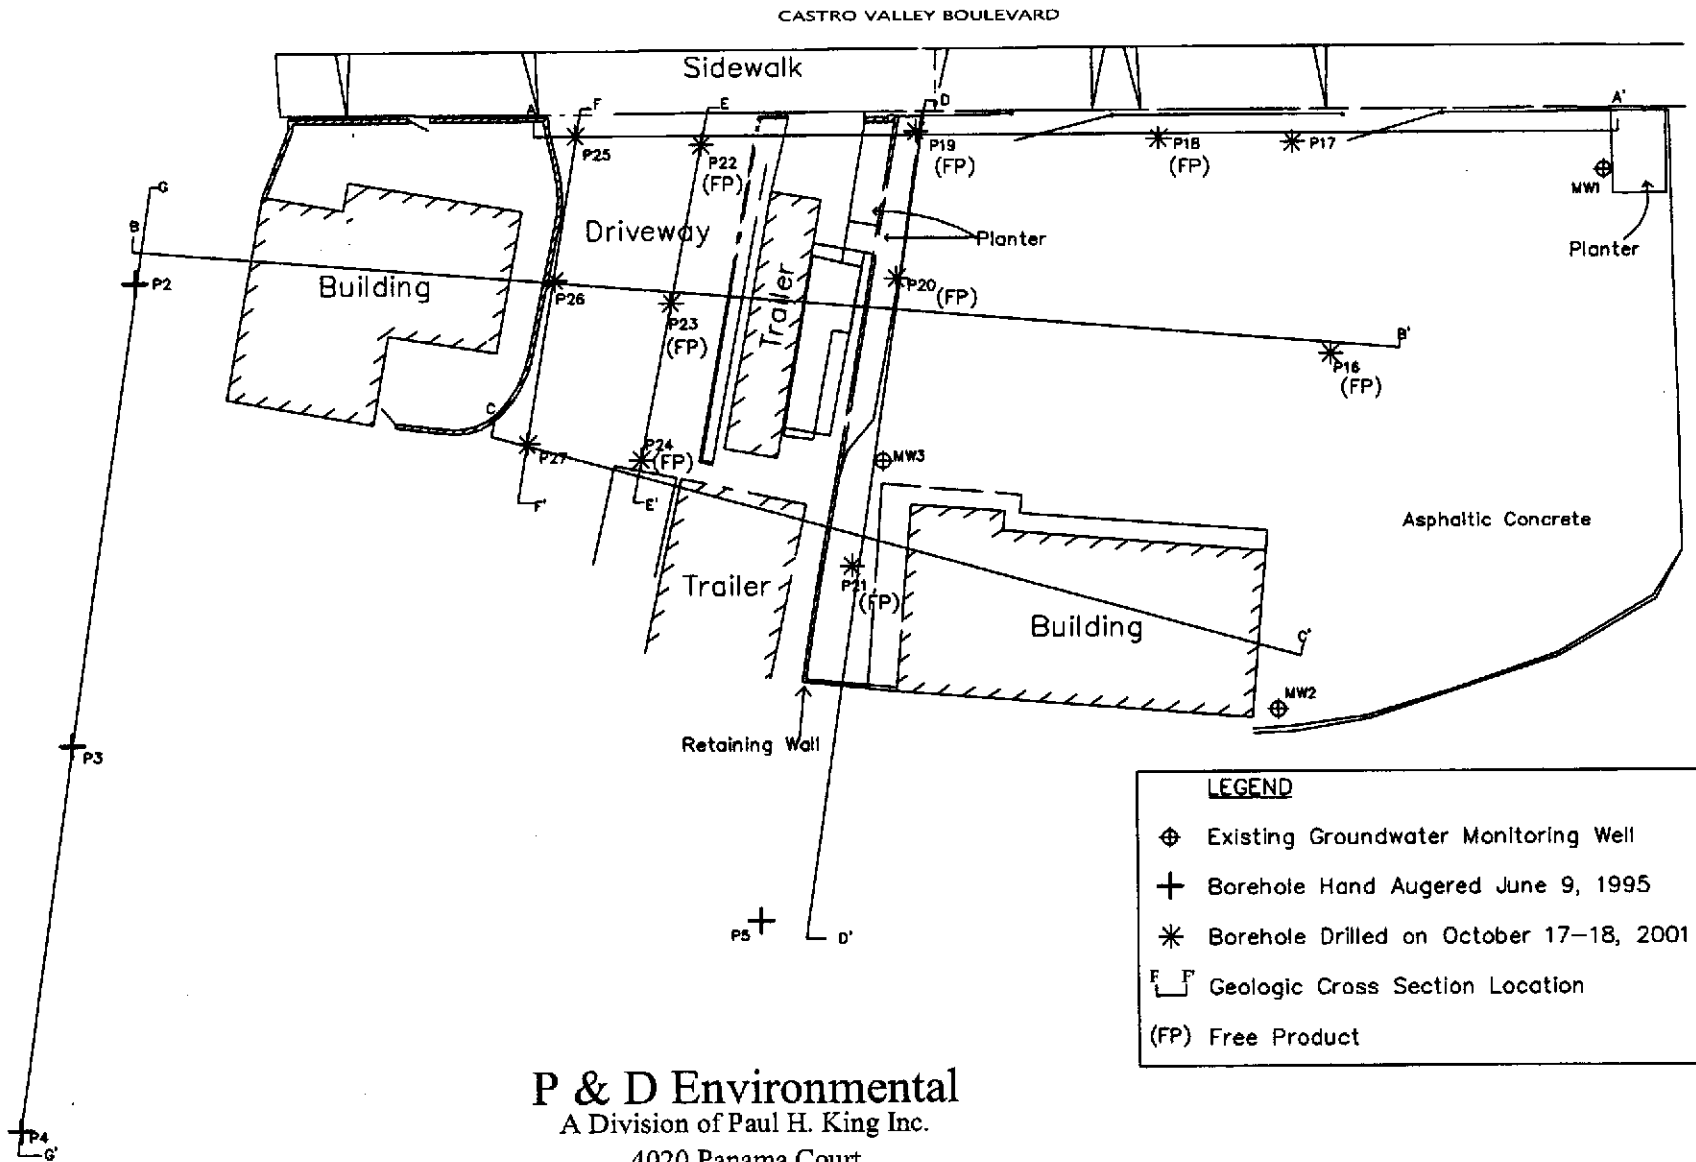 CASTRO VALLEY BOULEVARD
Sidewalk
A
F
E
D
A'
P25
P22
(FP)
P19
(FP)
P18
(FP)
P17
MW1
Planter
G
B
P2
Building
Driveway
P26
P23
(FP)
Trailer
Planter
P20
(FP)
B'
P16
(FP)
C
P27
F'
P24
(FP)
E'
MW3
Asphaltic Concrete
Trailer
P21
(FP)
Building
C'
MW2
Retaining Wall
P3
P5
D'
P4
G'
LEGEND
Existing Groundwater Monitoring Well
Borehole Hand Augered June 9, 1995
Borehole Drilled on October 17-18, 2001
F F' Geologic Cross Section Location
(FP) Free Product
P & D Environmental
A Division of Paul H. King Inc.
4020 Panama Court